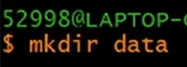 52998@LAPTOP-
$ mkdir data